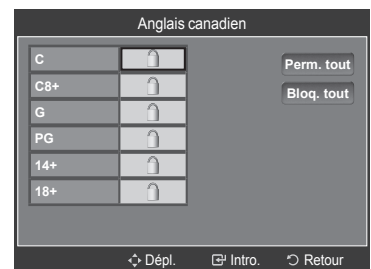 Anglais canadien
C
Perm. tout
C8+
Bloq. tout
G
PG
14+
18+
Dépl. Intro. Retour